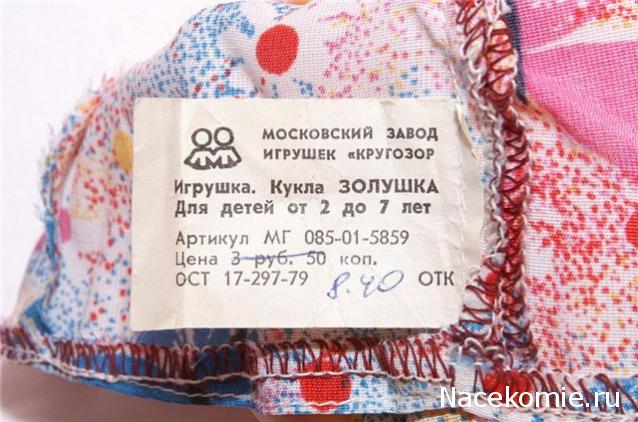 МОСКОВСКИЙ ЗАВОД
ИГРУШЕК «КРУГОЗОР
Игрушка. Кукла ЗОЛУШКА
Для детей от 2 до 7 лет
Артикул МГ 085-01-5859
Цена 3 руб. 50 коп.
ОСТ 17-297-79 8.40 ОТК
Nacekomie.ru